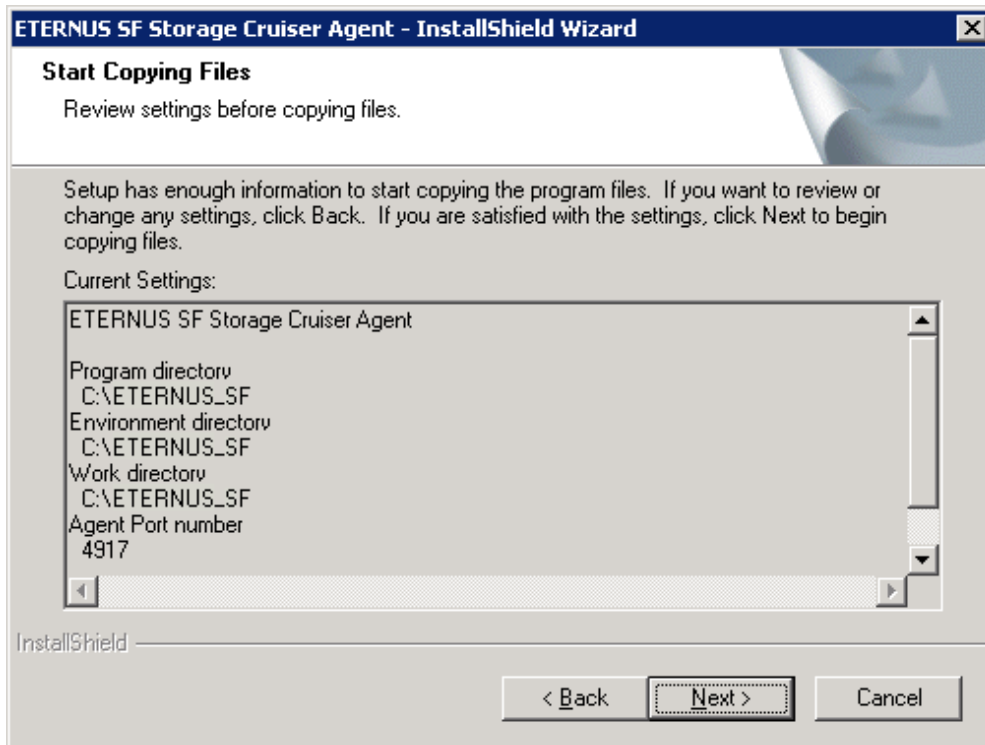 ETERNUS SF Storage Cruiser Agent - InstallShield Wizard
Start Copying Files
Review settings before copying files.
Setup has enough information to start copying the program files.  If you want to review or
change any settings, click Back.  If you are satisfied with the settings, click Next to begin
copying files.
Current Settings:
ETERNUS SF Storage Cruiser Agent
Program directory
C:\ETERNUS_SF
Environment directory
C:\ETERNUS_SF
Work directory
C:\ETERNUS_SF
Agent Port number
4917
InstallShield
< Back
Next >
Cancel